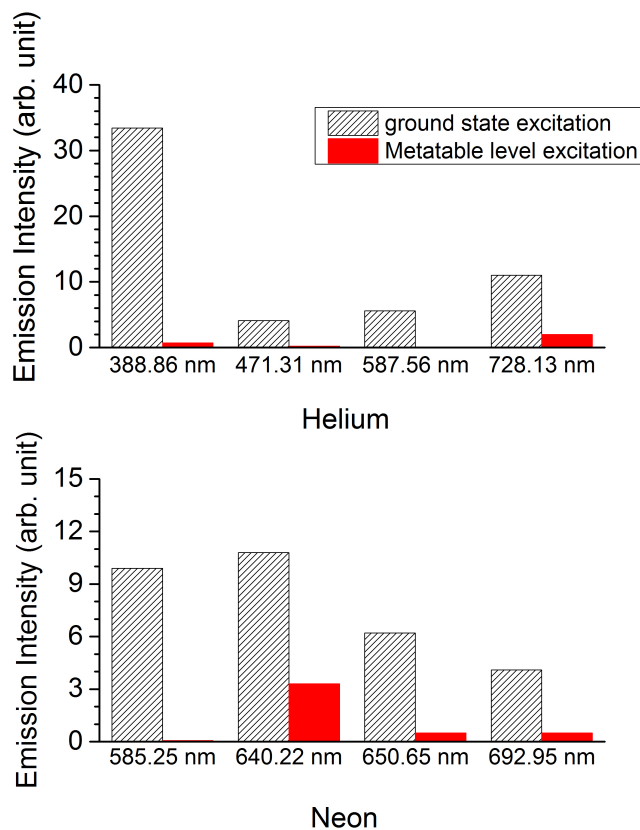 Emission Intensity (arb. unit)
40
30
20
10
0
ground state excitation
Metatable level excitation
388.86 nm 471.31 nm 587.56 nm 728.13 nm
Helium
Emission Intensity (arb. unit)
15
12
9
6
3
0
585.25 nm 640.22 nm 650.65 nm 692.95 nm
Neon